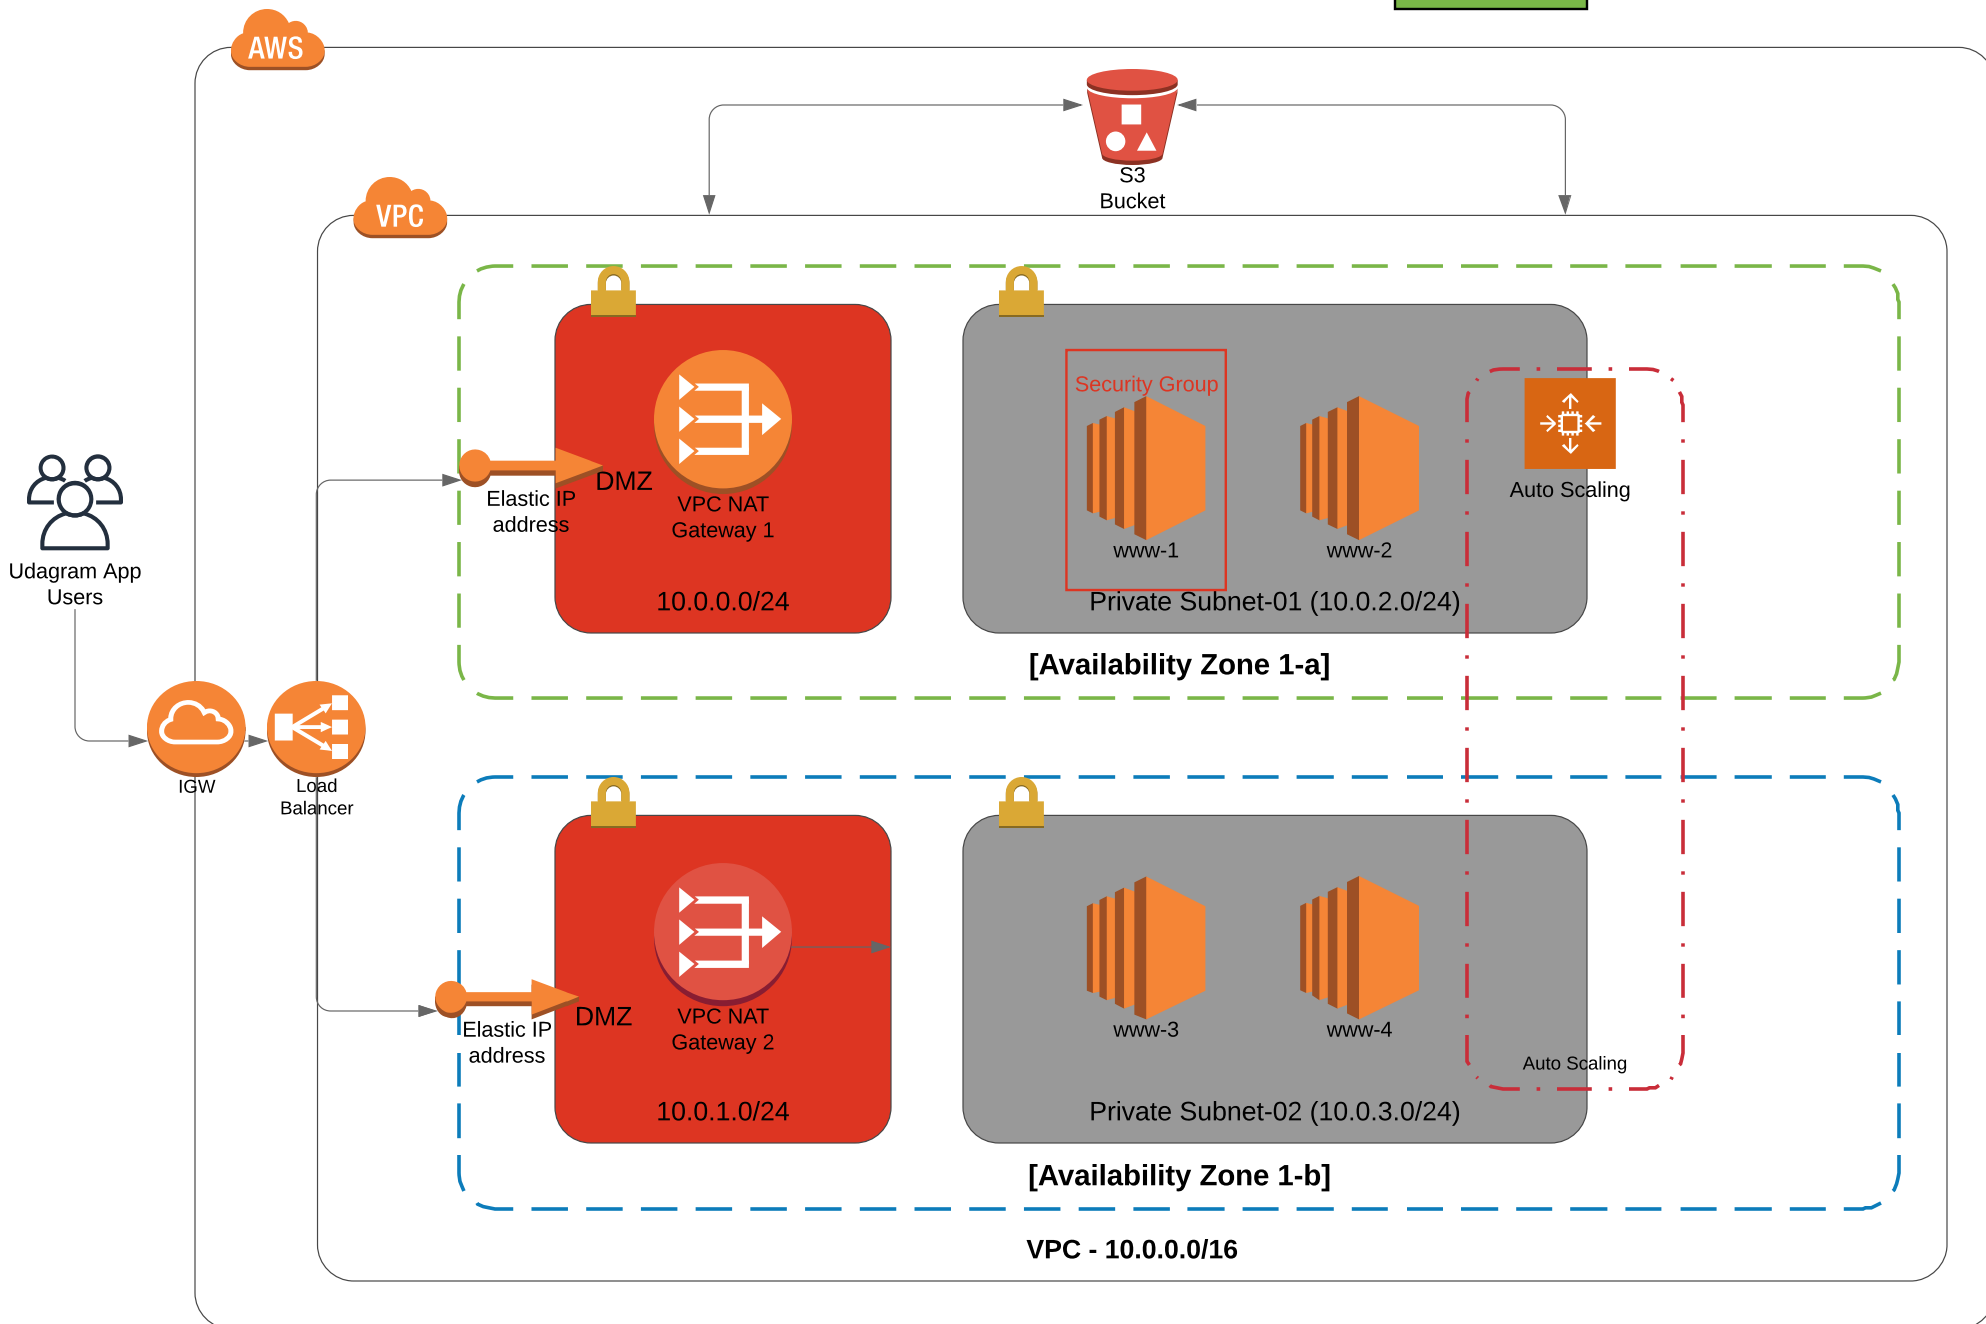 AWS
S3
Bucket
VPC
Security Group
Auto Scaling
Elastic IP
address
DMZ
VPC NAT
Gateway 1
www-1
www-2
10.0.0.0/24
Private Subnet-01 (10.0.2.0/24)
[Availability Zone 1-a]
Udagram App
Users
IGW
Load
Balancer
Elastic IP
address
DMZ
VPC NAT
Gateway 2
www-3
www-4
Auto Scaling
10.0.1.0/24
Private Subnet-02 (10.0.3.0/24)
[Availability Zone 1-b]
VPC - 10.0.0.0/16